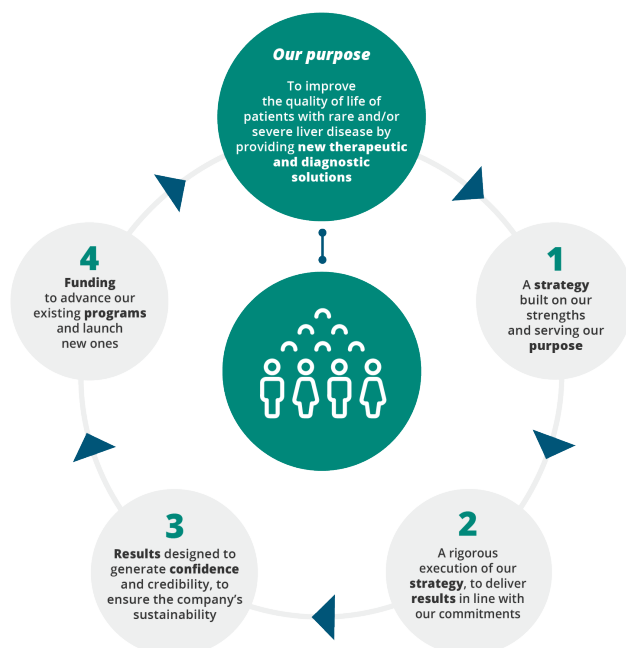 Our purpose
To improve
the quality of life of
patients with rare and/or
severe liver disease by
providing new therapeutic
and diagnostic
solutions
1
A strategy
built on our
strengths
and serving our
purpose
2
A rigorous
execution of our
strategy, to deliver
results in line with
our commitments
3
Results designed to
generate confidence
and credibility, to
ensure the company’s
sustainability
4
Funding
to advance our
existing programs
and launch
new ones